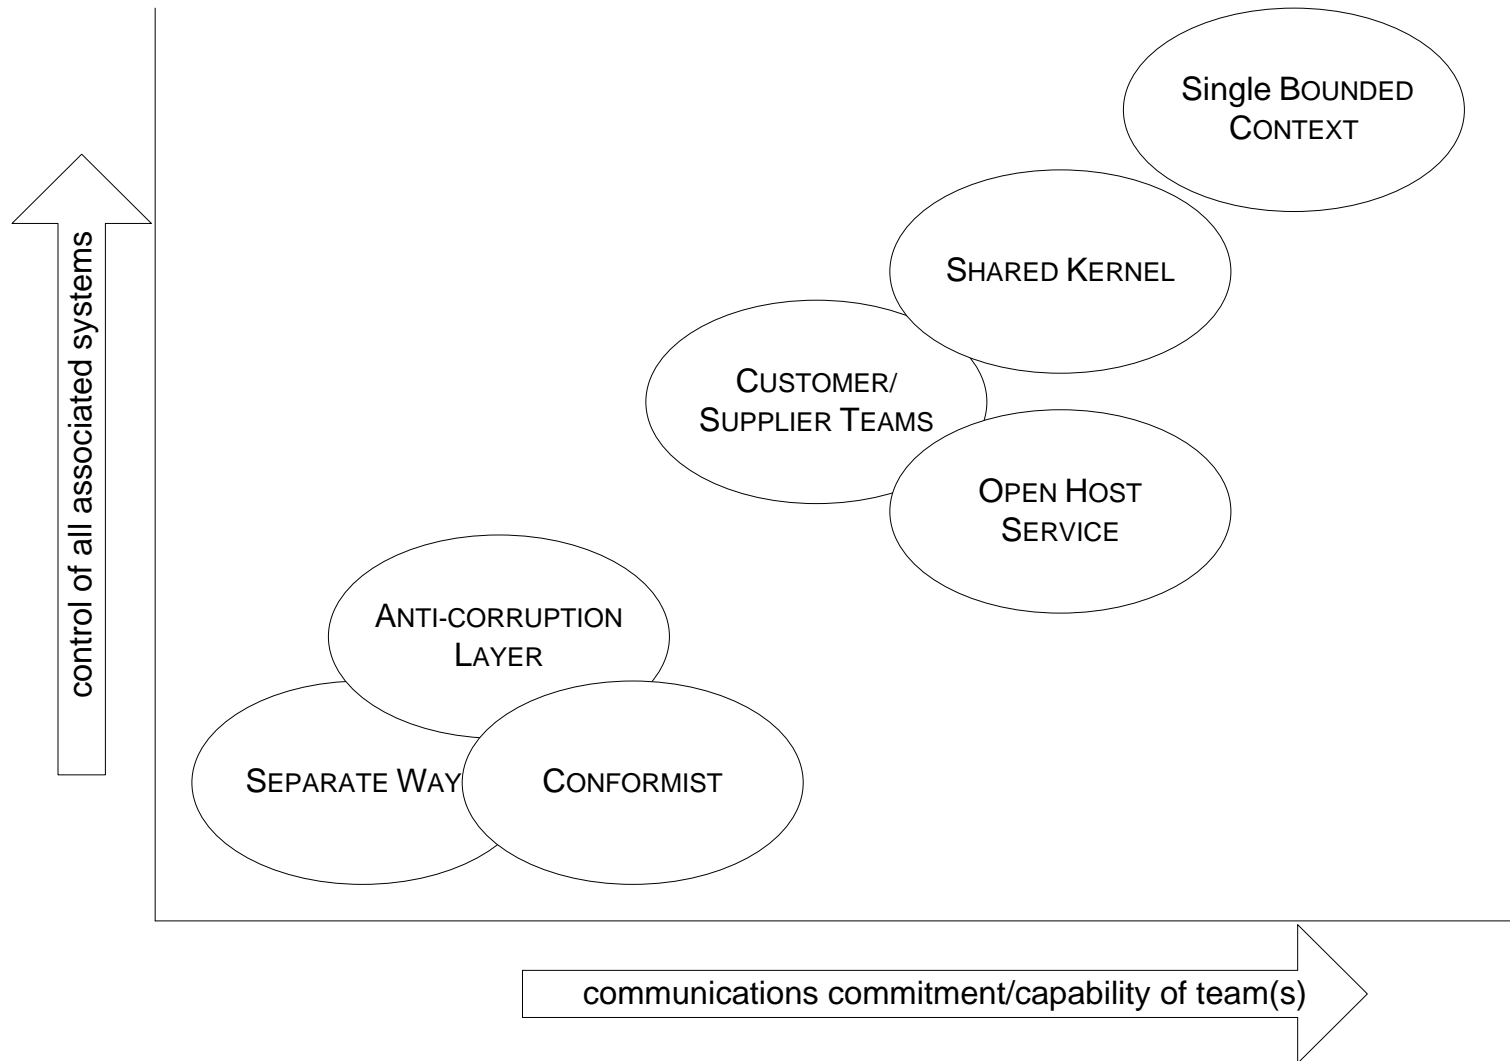 Single BOUNDED
CONTEXT
SHARED KERNEL
CUSTOMER/
SUPPLIER TEAMS
OPEN HOST
SERVICE
ANTI-CORRUPTION
LAYER
SEPARATE WAY
CONFORMIST
control of all associated systems
communications commitment/capability of team(s)